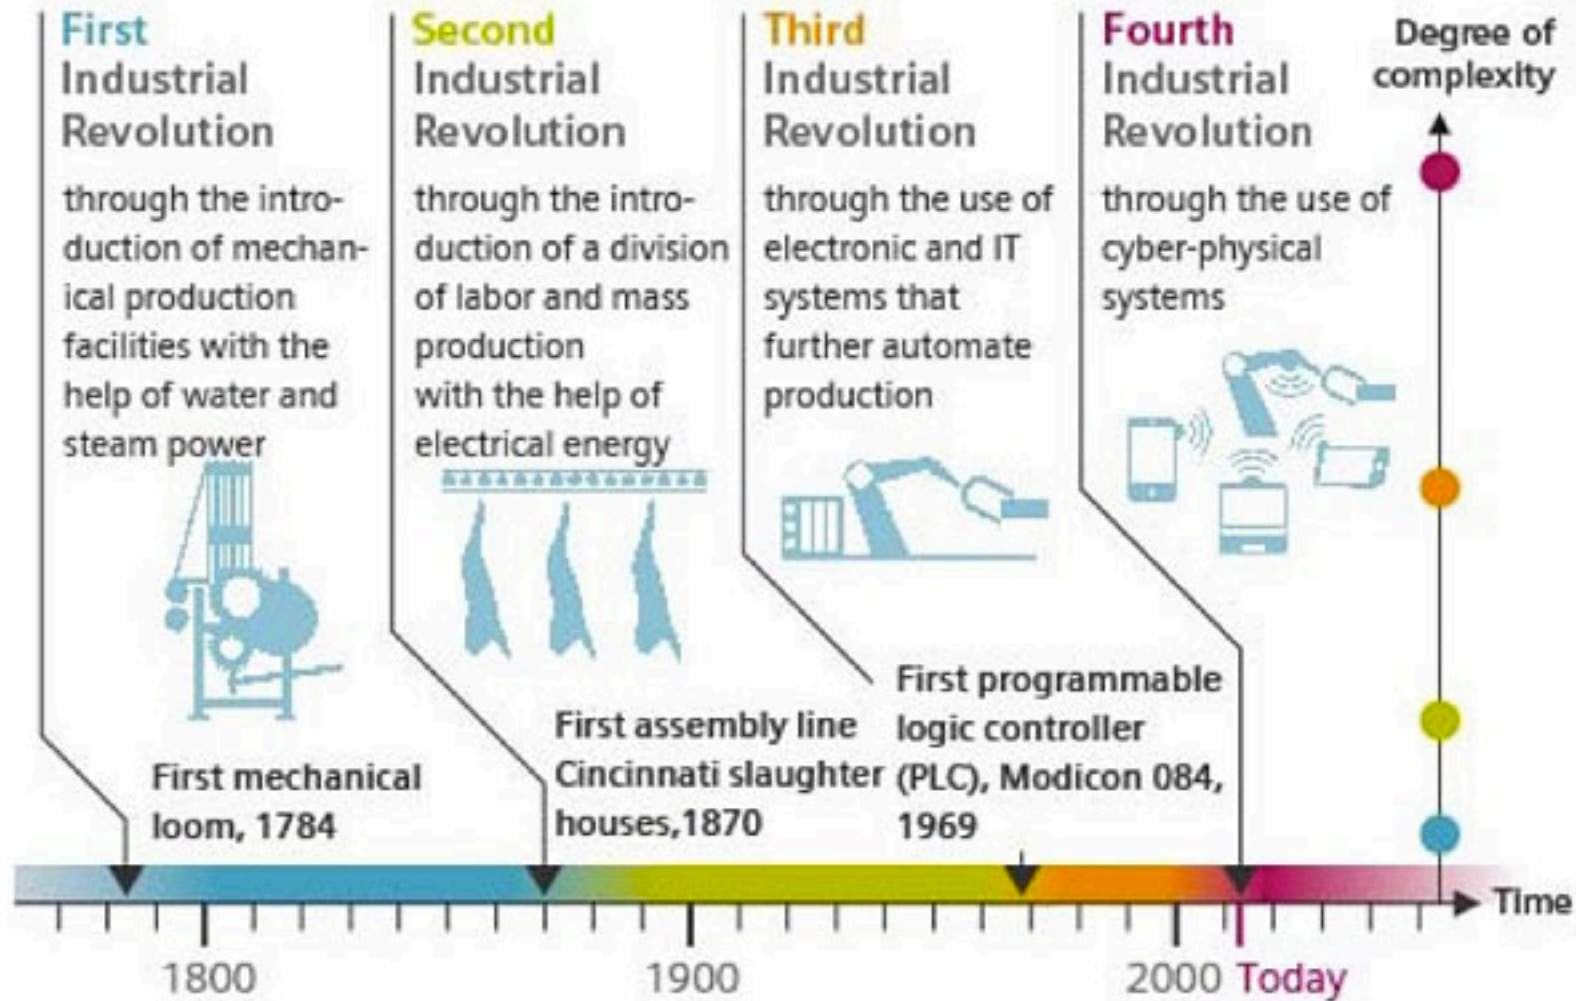 First
Industrial
Revolution
through the intro-
duction of mechan-
ical production
facilities with the
help of water and
steam power
First mechanical
loom, 1784
Second
Industrial
Revolution
through the intro-
duction of a division
of labor and mass
production
with the help of
electrical energy
First assembly line
Cincinnati slaughter
houses,1870
Third
Industrial
Revolution
through the use of
electronic and IT
systems that
further automate
production
First programmable
logic controller
(PLC), Modicon 084,
1969
Fourth
Industrial
Revolution
through the use of
cyber-physical
systems
Degree of
complexity
Time
1800
1900
2000
Today